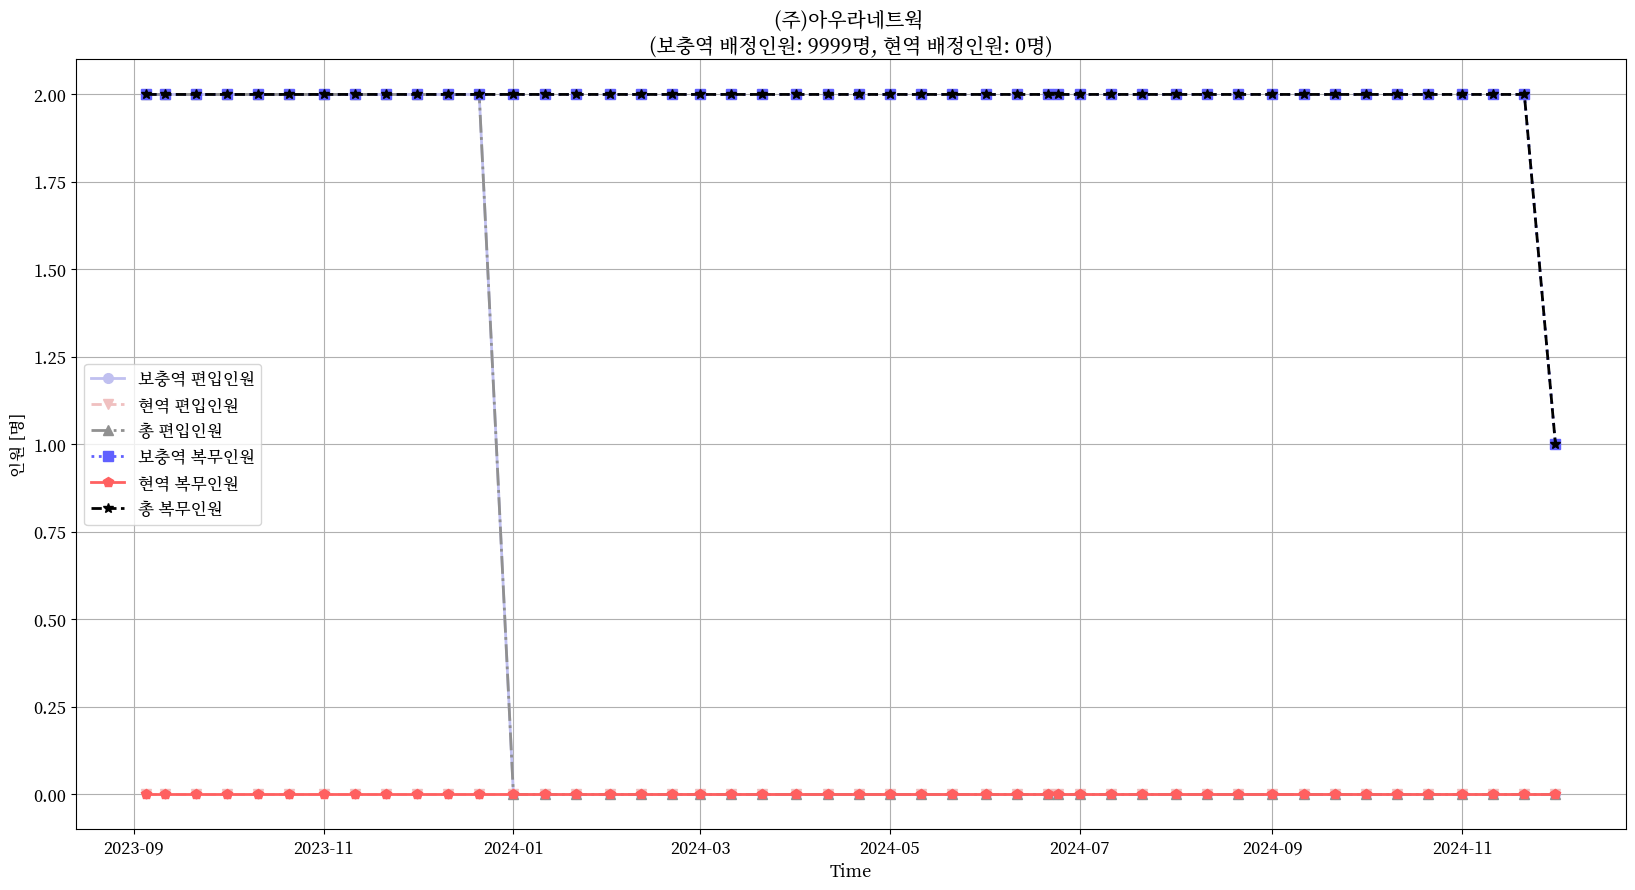 (주)아우라네트웍
(보충역 배정인원: 9999명, 현역 배정인원: 0명)
2.00
1.75
1.50
1.25
1.00
0.75
0.50
0.25
0.00
인원 [명]
보충역 편입인원
현역 편입인원
총 편입인원
보충역 복무인원
현역 복무인원
총 복무인원
2023-09
2023-11
2024-01
2024-03
2024-05
2024-07
2024-09
2024-11
Time